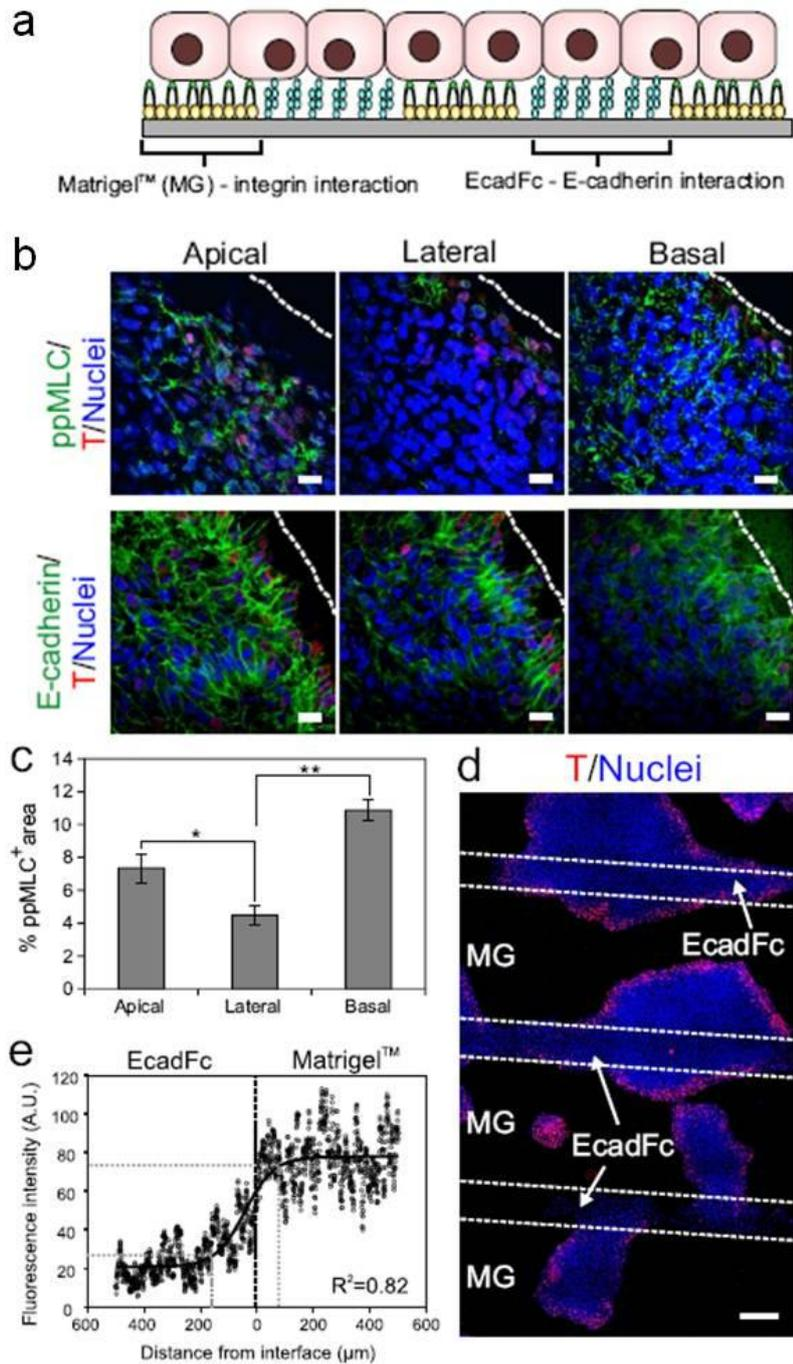 a
Matrigel™ (MG) - integrin interaction
EcadFc - E-cadherin interaction
b
Apical
Lateral
Basal
ppMLC/
T/Nuclei
E-cadherin/
T/Nuclei
c
% ppMLC⁺ area
14
12
10
8
6
4
2
0
*
**
Apical
Lateral
Basal
d
T/Nuclei
EcadFc
MG
MG
EcadFc
MG
e
EcadFc
Matrigel™
Fluorescence intensity (A.U.)
120
100
80
60
40
20
0
R²=0.82
600 400 200 0 200 400 600
Distance from interface (µm)